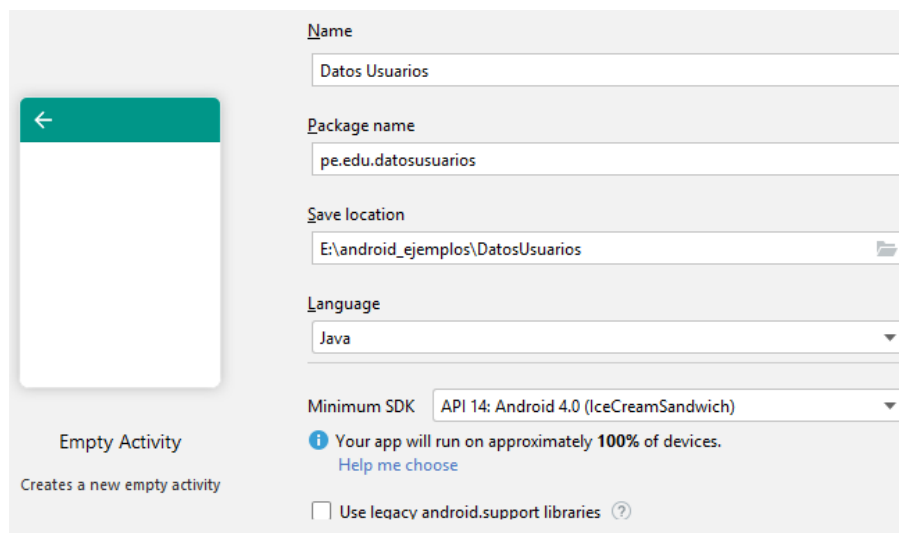 Name
Datos Usuarios
Package name
pe.edu.datosusuarios
Save location
E:\android_ejemplos\DatosUsuarios
Language
Java
Minimum SDK API 14: Android 4.0 (IceCreamSandwich)
Your app will run on approximately 100% of devices.
Help me choose
Use legacy android.support libraries ?
Empty Activity
Creates a new empty activity